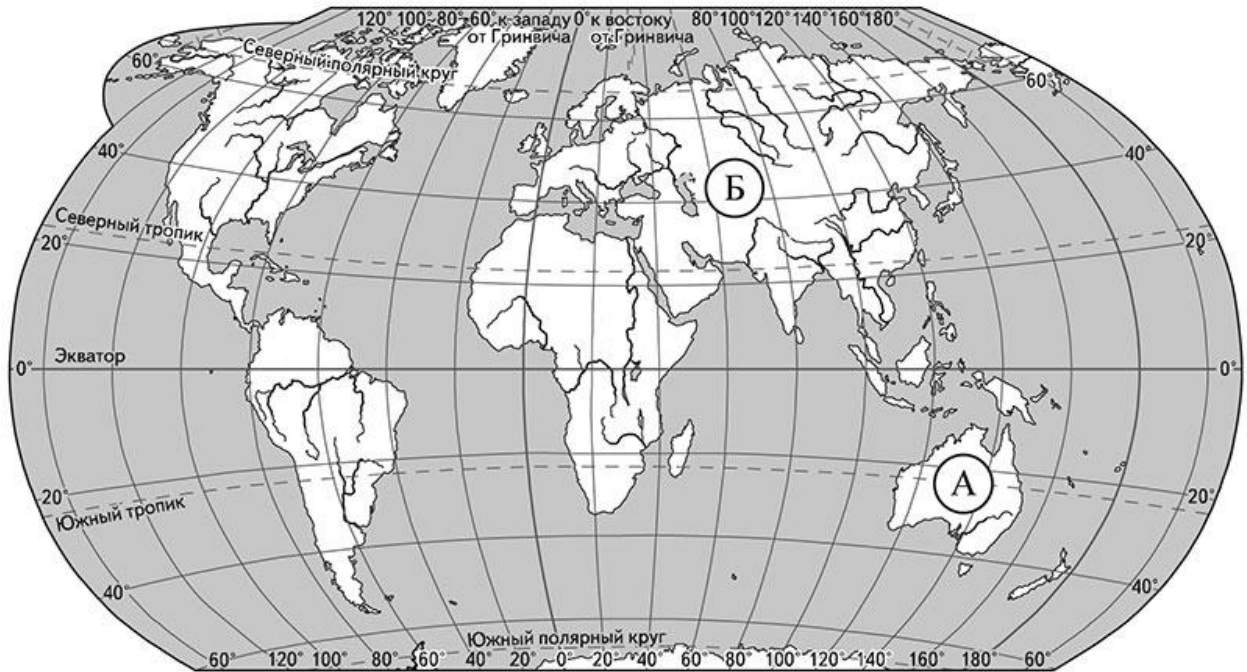 120° 100° 80° 60° к западу 0° к востоку 80° 100° 120° 140° 160° 180°
от Гринвича от Гринвича
60° Северный полярный круг 60°
40° 40°
Б
Северный тропик
20° 20°
Экватор
0° 0°
А
20° 20°
Южный тропик
40° 40°
Южный полярный круг
60° 120° 100° 80° 60° 40° 20° 0° 20° 40° 60° 80° 100° 120° 140° 160° 180° 60°